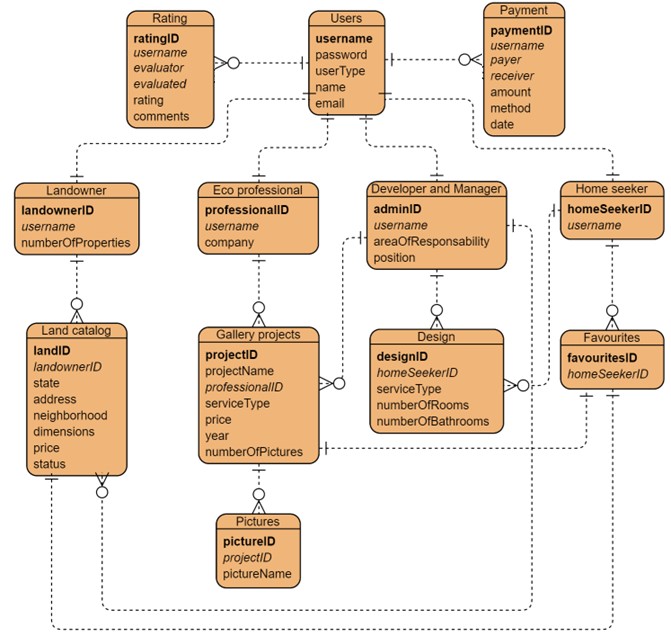 Rating
ratingID
username
evaluator
evaluated
rating
comments
Users
username
password
userType
name
email
Payment
paymentID
username
payer
receiver
amount
method
date
Landowner
landownerID
username
numberOfProperties
Eco professional
professionalID
username
company
Developer and Manager
adminID
username
areaOfResponsability
position
Home seeker
homeSeekerID
username
Land catalog
landID
landownerID
state
address
neighborhood
dimensions
price
status
Gallery projects
projectID
projectName
professionalID
serviceType
price
year
numberOfPictures
Design
designID
homeSeekerID
serviceType
numberOfRooms
numberOfBathrooms
Favourites
favouritesID
homeSeekerID
Pictures
pictureID
projectID
pictureName